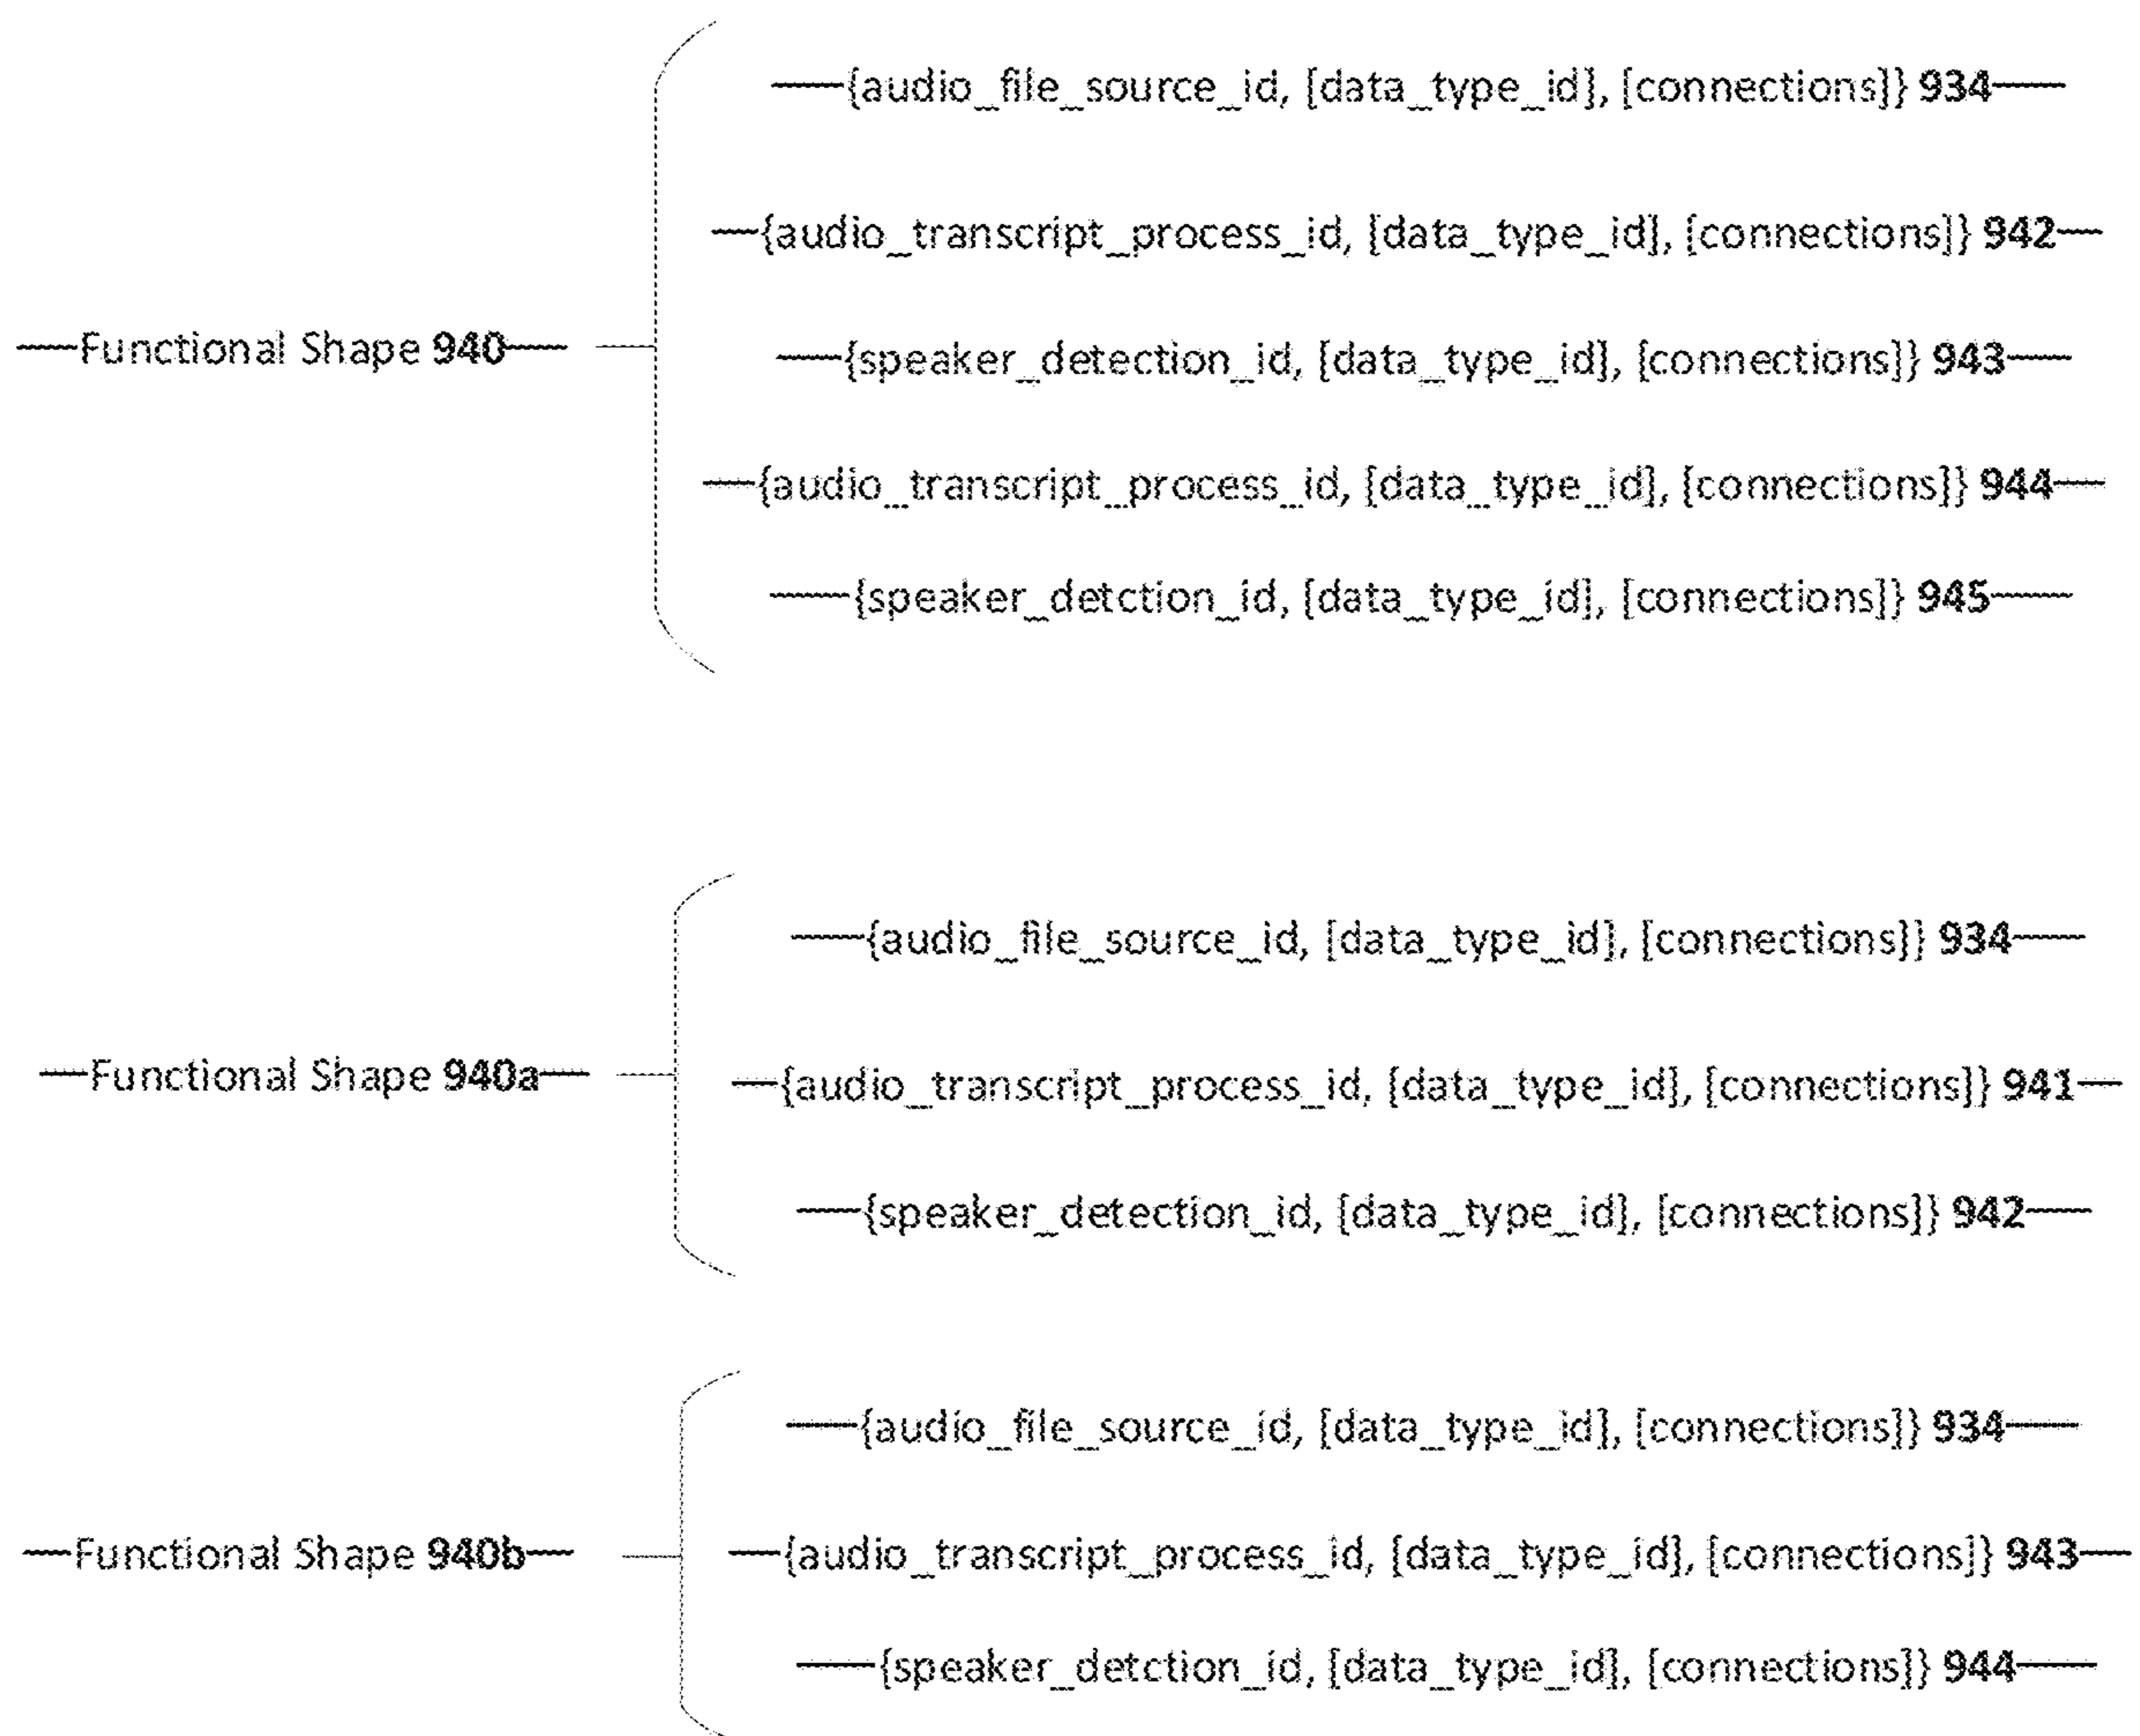 {audio_file_source_id, [data_type_id], [connections]} 934
{audio_transcript_process_id, [data_type_id], [connections]} 942
Functional Shape 940
{speaker_detection_id, [data_type_id], [connections]} 943
{audio_transcript_process_id, [data_type_id], [connections]} 944
{speaker_detction_id, [data_type_id], [connections]} 945
{audio_file_source_id, [data_type_id], [connections]} 934
Functional Shape 940a
{audio_transcript_process_id, [data_type_id], [connections]} 941
{speaker_detection_id, [data_type_id], [connections]} 942
{audio_file_source_id, [data_type_id], [connections]} 934
Functional Shape 940b
{audio_transcript_process_id, [data_type_id], [connections]} 943
{speaker_detction_id, [data_type_id], [connections]} 944